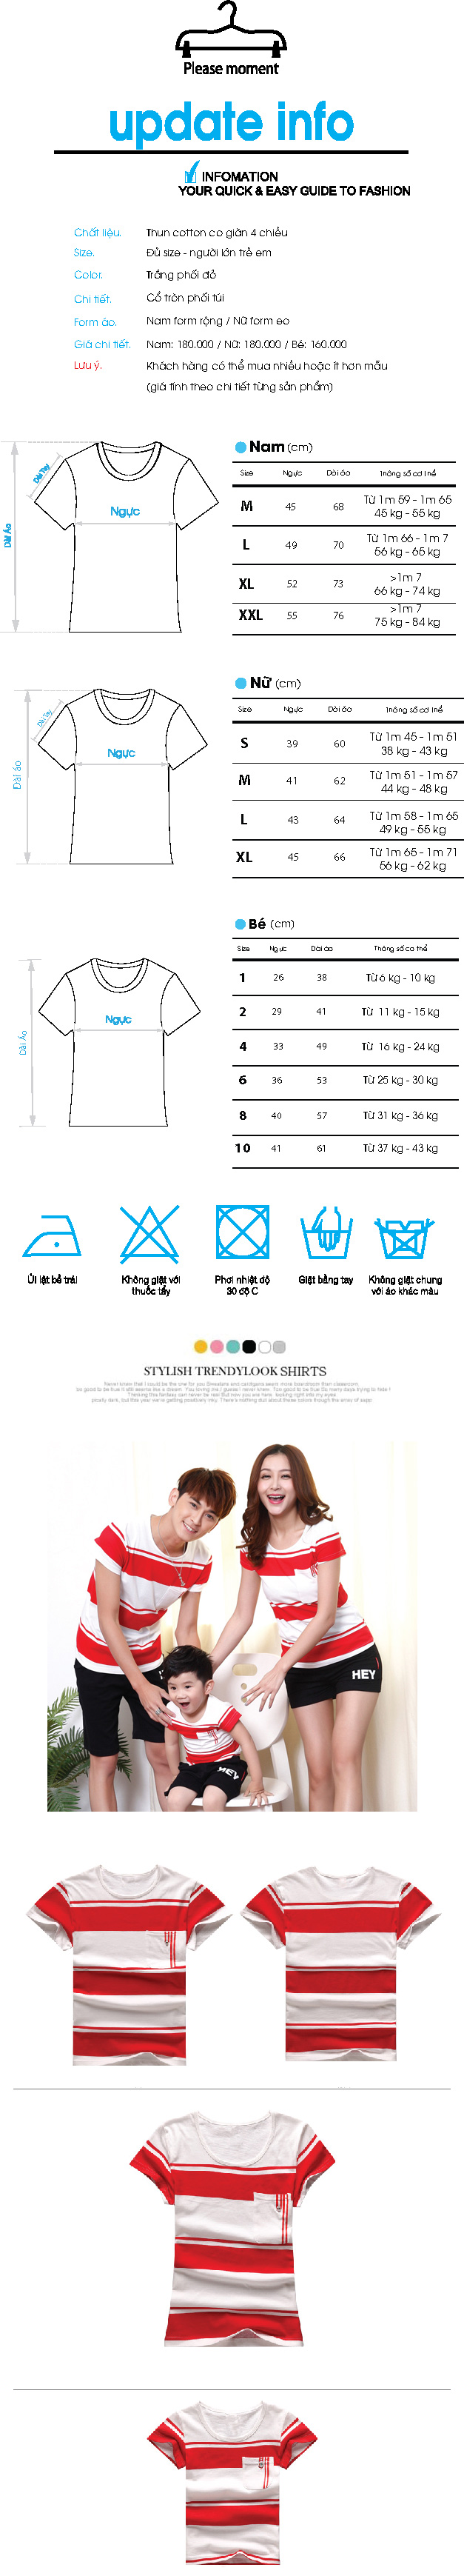 Please moment
update info
INFOMATION
YOUR QUICK & EASY GUIDE TO FASHION
Chất liệu. Thun cotton co giãn 4 chiều
Size. Đủ size - người lớn trẻ em
Color. Trắng phối đỏ
Chi tiết. Cổ tròn phối túi
Form áo. Nam form rộng / Nữ form eo
Giá chi tiết. Nam: 180.000 / Nữ: 180.000 / Bé: 160.000
Lưu ý. Khách hàng có thể mua nhiều hoặc ít hơn mẫu
(giá tính theo chi tiết từng sản phẩm)
Nam (cm)
Dài Tay
Ngực
Dài Áo
Size Ngực Dài áo Thông số cơ thể
M 45 68 Từ 1m 59 - 1m 65
45 kg - 55 kg
L 49 70 Từ 1m 66 - 1m 7
56 kg - 65 kg
XL 52 73 >1m 7
66 kg - 74 kg
XXL 55 76 >1m 7
75 kg - 84 kg
Nữ (cm)
Dài Tay
Ngực
Dài áo
Size Ngực Dài áo Thông số cơ thể
S 39 60 Từ 1m 45 - 1m 51
38 kg - 43 kg
M 41 62 Từ 1m 51 - 1m 57
44 kg - 48 kg
L 43 64 Từ 1m 58 - 1m 65
49 kg - 55 kg
XL 45 66 Từ 1m 65 - 1m 71
56 kg - 62 kg
Bé (cm)
Ngực
Dài Áo
Size Ngực Dài áo Thông số cơ thể
1 26 38 Từ 6 kg - 10 kg
2 29 41 Từ 11 kg - 15 kg
4 33 49 Từ 16 kg - 24 kg
6 36 53 Từ 25 kg - 30 kg
8 40 57 Từ 31 kg - 36 kg
10 41 61 Từ 37 kg - 43 kg
Ủi lật bề trái
Không giặt với
thuốc tẩy
Phơi nhiệt độ
30 độ C
Giặt bằng tay
Không giặt chung
với áo khác màu
STYLISH TRENDYLOOK SHIRTS
HEY
HEY